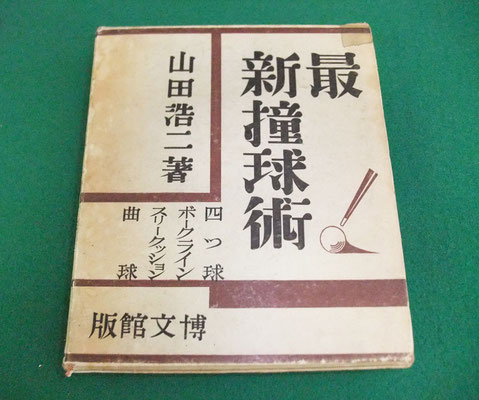 最新撞球術
山田浩二著
四ツ球
ボークライン
スリークッション
曲球
版館文博